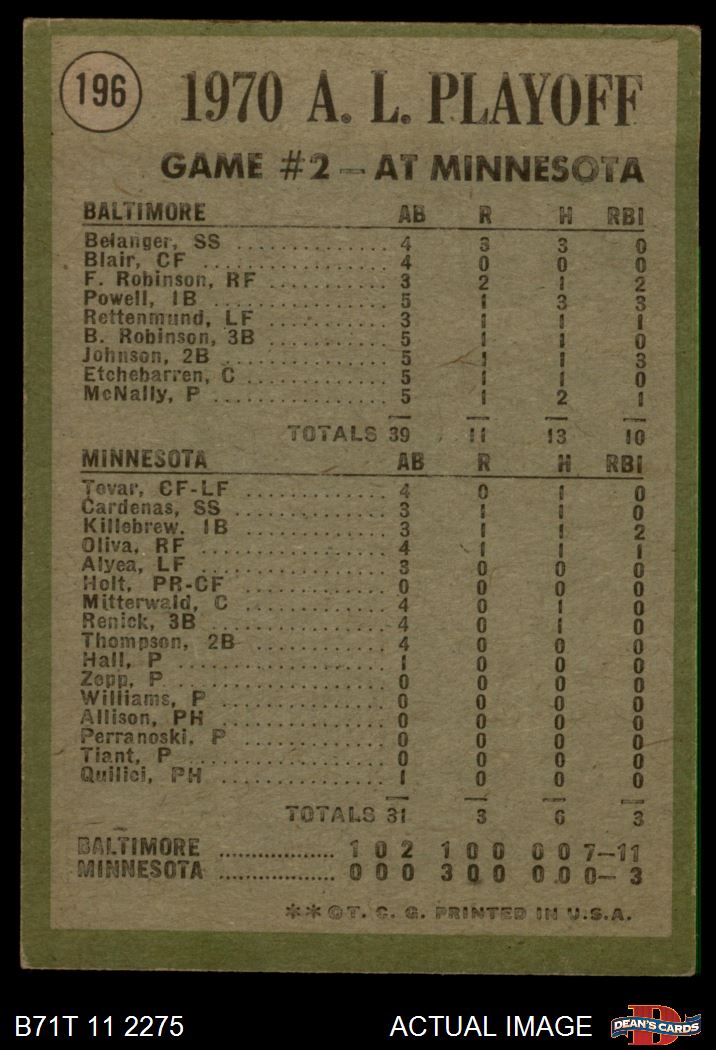 196
1970 A. L. PLAYOFF
GAME #2 — AT MINNESOTA
BALTIMORE AB R H RBI
Belanger, SS ............... 4 3 3 0
Blair, CF .................. 4 0 0 0
F. Robinson, RF ............ 3 2 1 2
Powell, 1B ................. 5 1 3 3
Rettenmund, LF ............. 3 1 1 1
B. Robinson, 3B ............ 5 1 1 0
Johnson, 2B ................ 5 1 1 3
Etchebarren, C ............. 5 1 1 0
McNally, P ................. 5 1 2 1
TOTALS 39 11 13 10
MINNESOTA AB R H RBI
Tovar, CF-LF ............... 4 0 1 0
Cardenas, SS ............... 3 1 1 0
Killebrew, 1B .............. 3 1 1 2
Oliva, RF .................. 4 1 1 1
Alyea, LF .................. 3 0 0 0
Holt, PR-CF ................ 0 0 0 0
Mitterwald, C .............. 4 0 1 0
Renick, 3B ................. 4 0 1 0
Thompson, 2B ............... 4 0 0 0
Hall, P .................... 1 0 0 0
Zepp, P .................... 0 0 0 0
Williams, P ................ 0 0 0 0
Allison, PH ................ 0 0 0 0
Perranoski, P .............. 0 0 0 0
Tiant, P ................... 0 0 0 0
Quilici, PH ................ 1 0 0 0
TOTALS 31 3 6 3
BALTIMORE ................. 1 0 2 1 0 0 0 0 7—11
MINNESOTA ................. 0 0 0 3 0 0 0 0 0— 3
**©T. C. G. PRINTED IN U.S.A.
B71T 11 2275 ACTUAL IMAGE DEAN'S CARDS